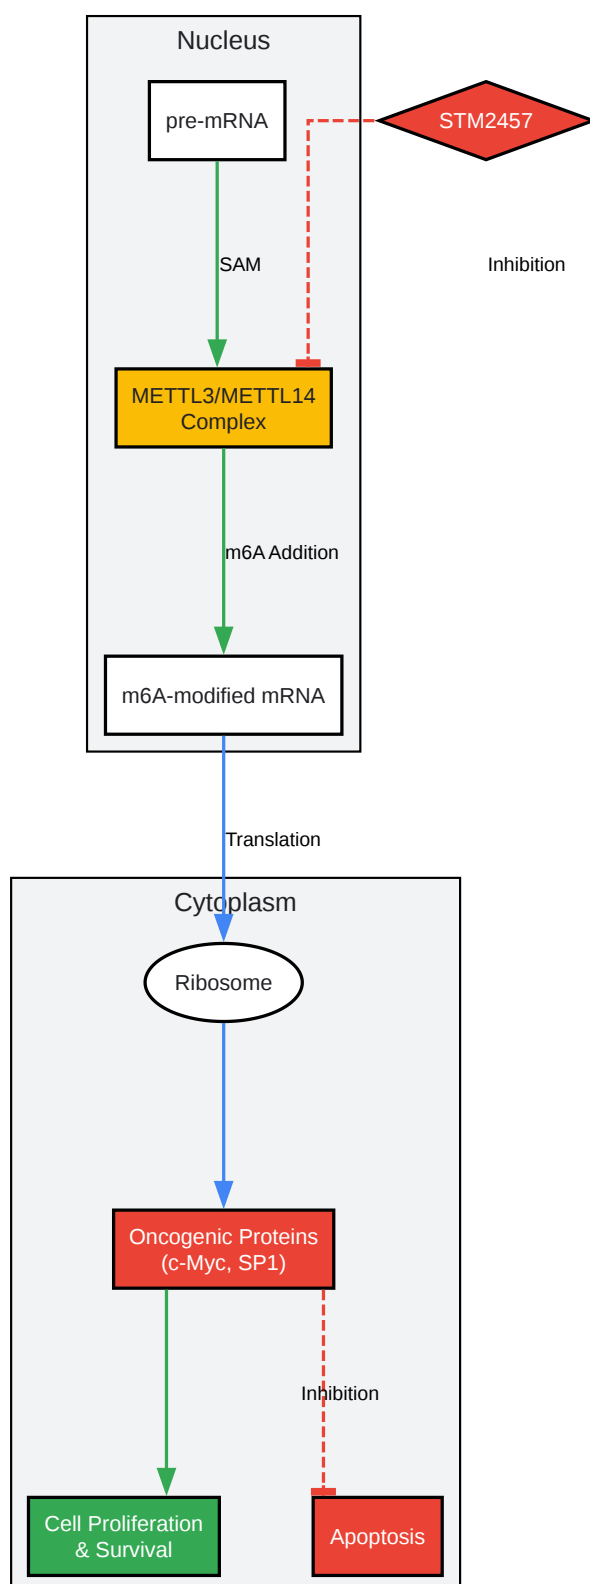 Nucleus
pre-mRNA
STM2457
SAM
Inhibition
METTL3/METTL14
Complex
m6A Addition
m6A-modified mRNA
Translation
Cytoplasm
Ribosome
Oncogenic Proteins
(c-Myc, SP1)
Inhibition
Cell Proliferation
& Survival
Apoptosis